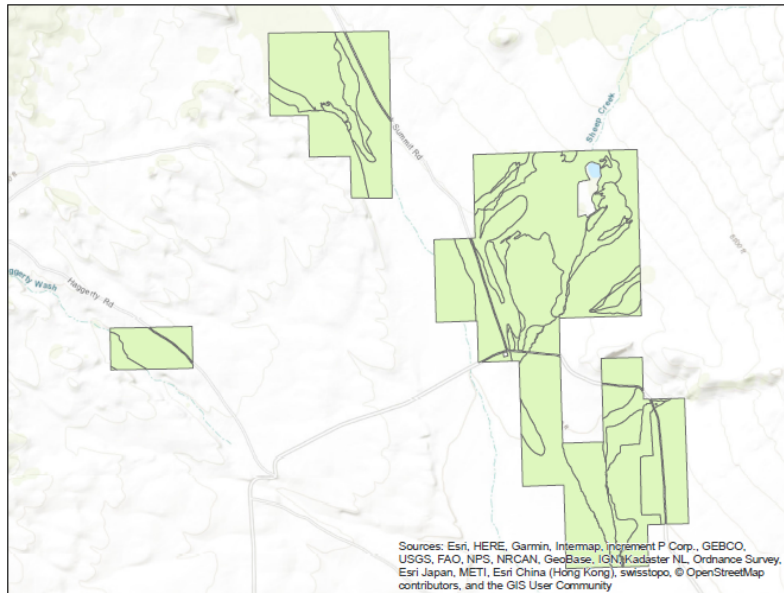 Sheep Creek
Summit Rd
Haggerty Rd
ggerty Wash
Sources: Esri, HERE, Garmin, Intermap, increment P Corp., GEBCO,
USGS, FAO, NPS, NRCAN, GeoBase, IGN, Kadaster NL, Ordnance Survey,
Esri Japan, METI, Esri China (Hong Kong), swisstopo, © OpenStreetMap
contributors, and the GIS User Community